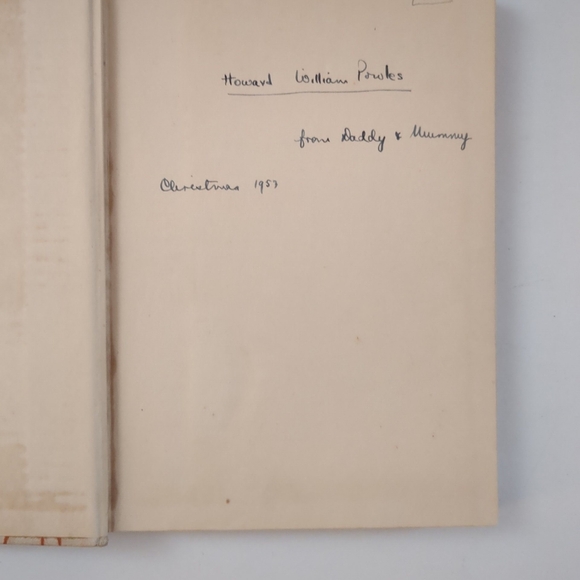 Howard William Powles
from Daddy & Mummy
Christmas 1957